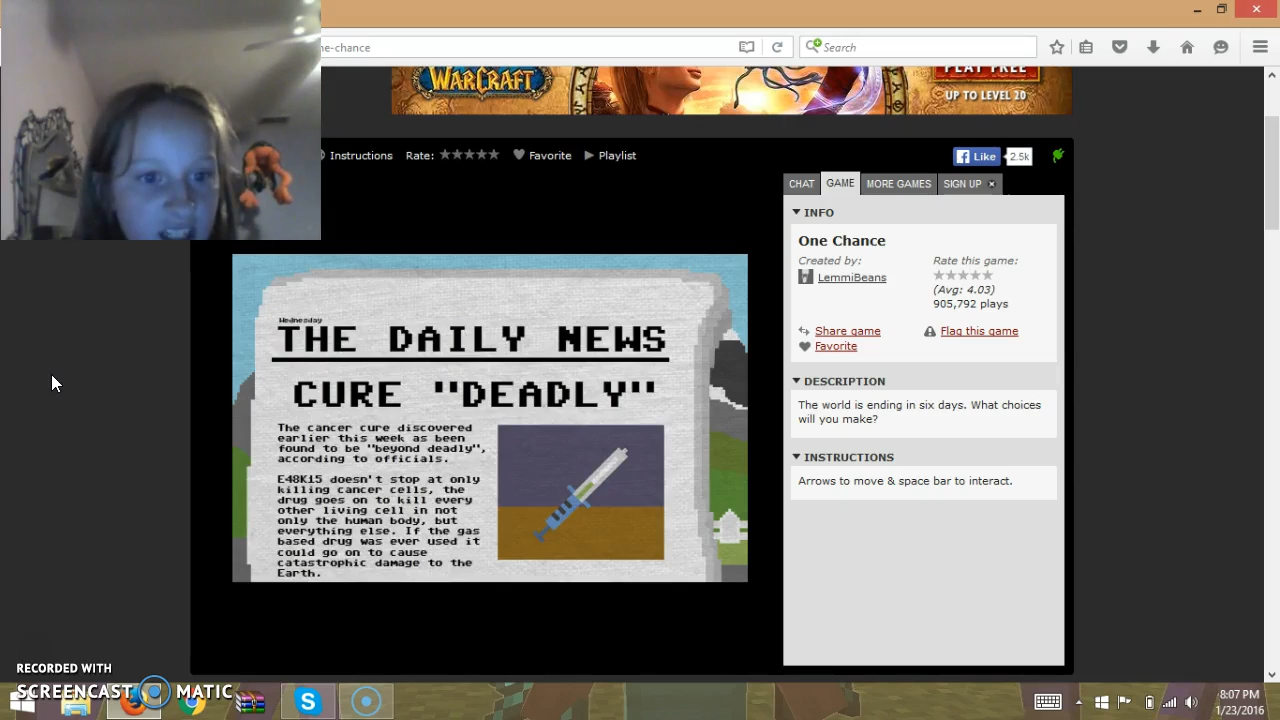 WARCRAFT
PLAY FREE
UP TO LEVEL 20
ne-chance
Search
Instructions
Rate:
Favorite
Playlist
Like
2.5k
CHAT
GAME
MORE GAMES
SIGN UP
INFO
One Chance
Created by:
LemmiBeans
Rate this game:
(Avg: 4.03)
905,792 plays
Share game
Flag this game
Favorite
DESCRIPTION
The world is ending in six days. What choices
will you make?
INSTRUCTIONS
Arrows to move & space bar to interact.
Wednesday
THE DAILY NEWS
CURE "DEADLY"
The cancer cure discovered
earlier this week as been
found to be "beyond deadly",
according to officials.
E48K15 doesn't stop at only
killing cancer cells, the
drug goes on to kill every
other living cell in not
only the human body, but
everything else. If the gas
based drug was ever used it
could go on to cause
catastrophic damage to the
Earth.
RECORDED WITH
SCREENCAST MATIC
8:07 PM
1/23/2016